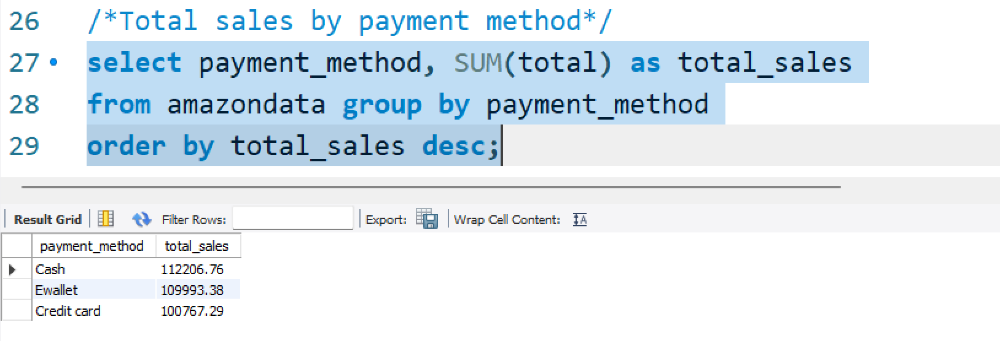 26 /*Total sales by payment method*/
27 select payment_method, SUM(total) as total_sales
28 from amazondata group by payment_method
29 order by total_sales desc;
Result Grid Filter Rows: Export: Wrap Cell Content: IA
payment_method total_sales
Cash 112206.76
Ewallet 109993.38
Credit card 100767.29